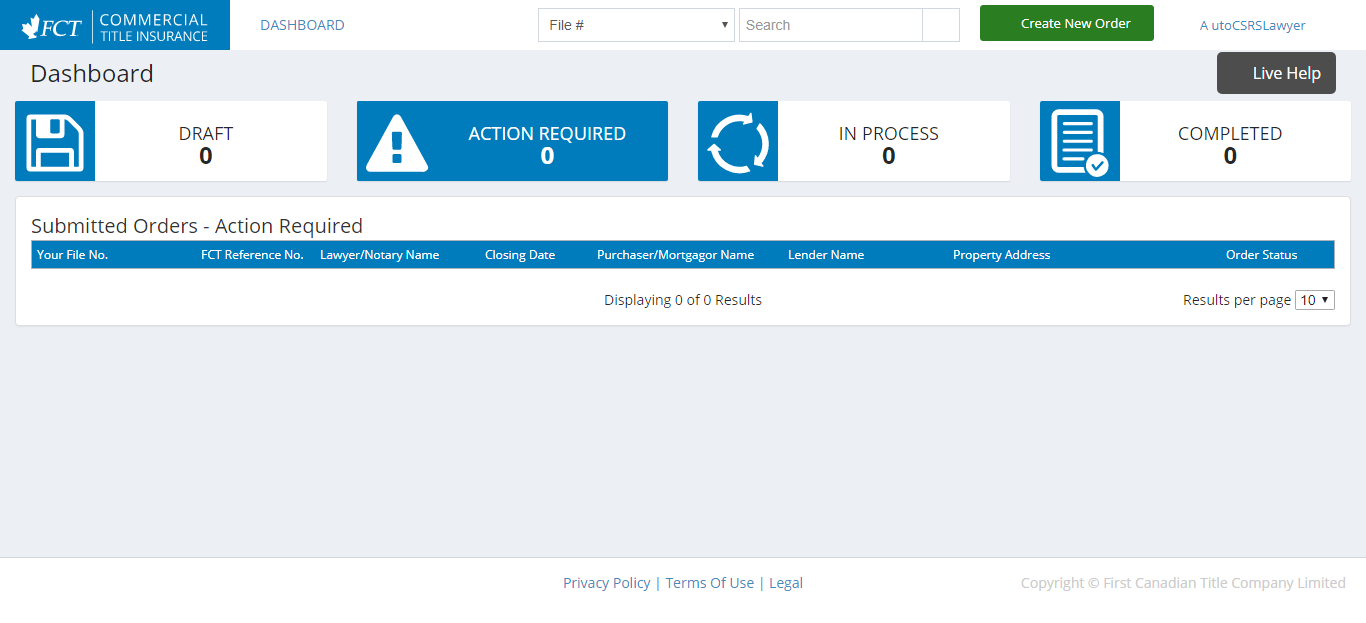 FCT COMMERCIAL TITLE INSURANCE
DASHBOARD
File #
Search
Create New Order
A utoCSRSLawyer
Dashboard
Live Help
DRAFT
0
ACTION REQUIRED
0
IN PROCESS
0
COMPLETED
0
Submitted Orders - Action Required
Your File No. FCT Reference No. Lawyer/Notary Name Closing Date Purchaser/Mortgagor Name Lender Name Property Address Order Status
Displaying 0 of 0 Results
Results per page 10
Privacy Policy | Terms Of Use | Legal
Copyright © First Canadian Title Company Limited